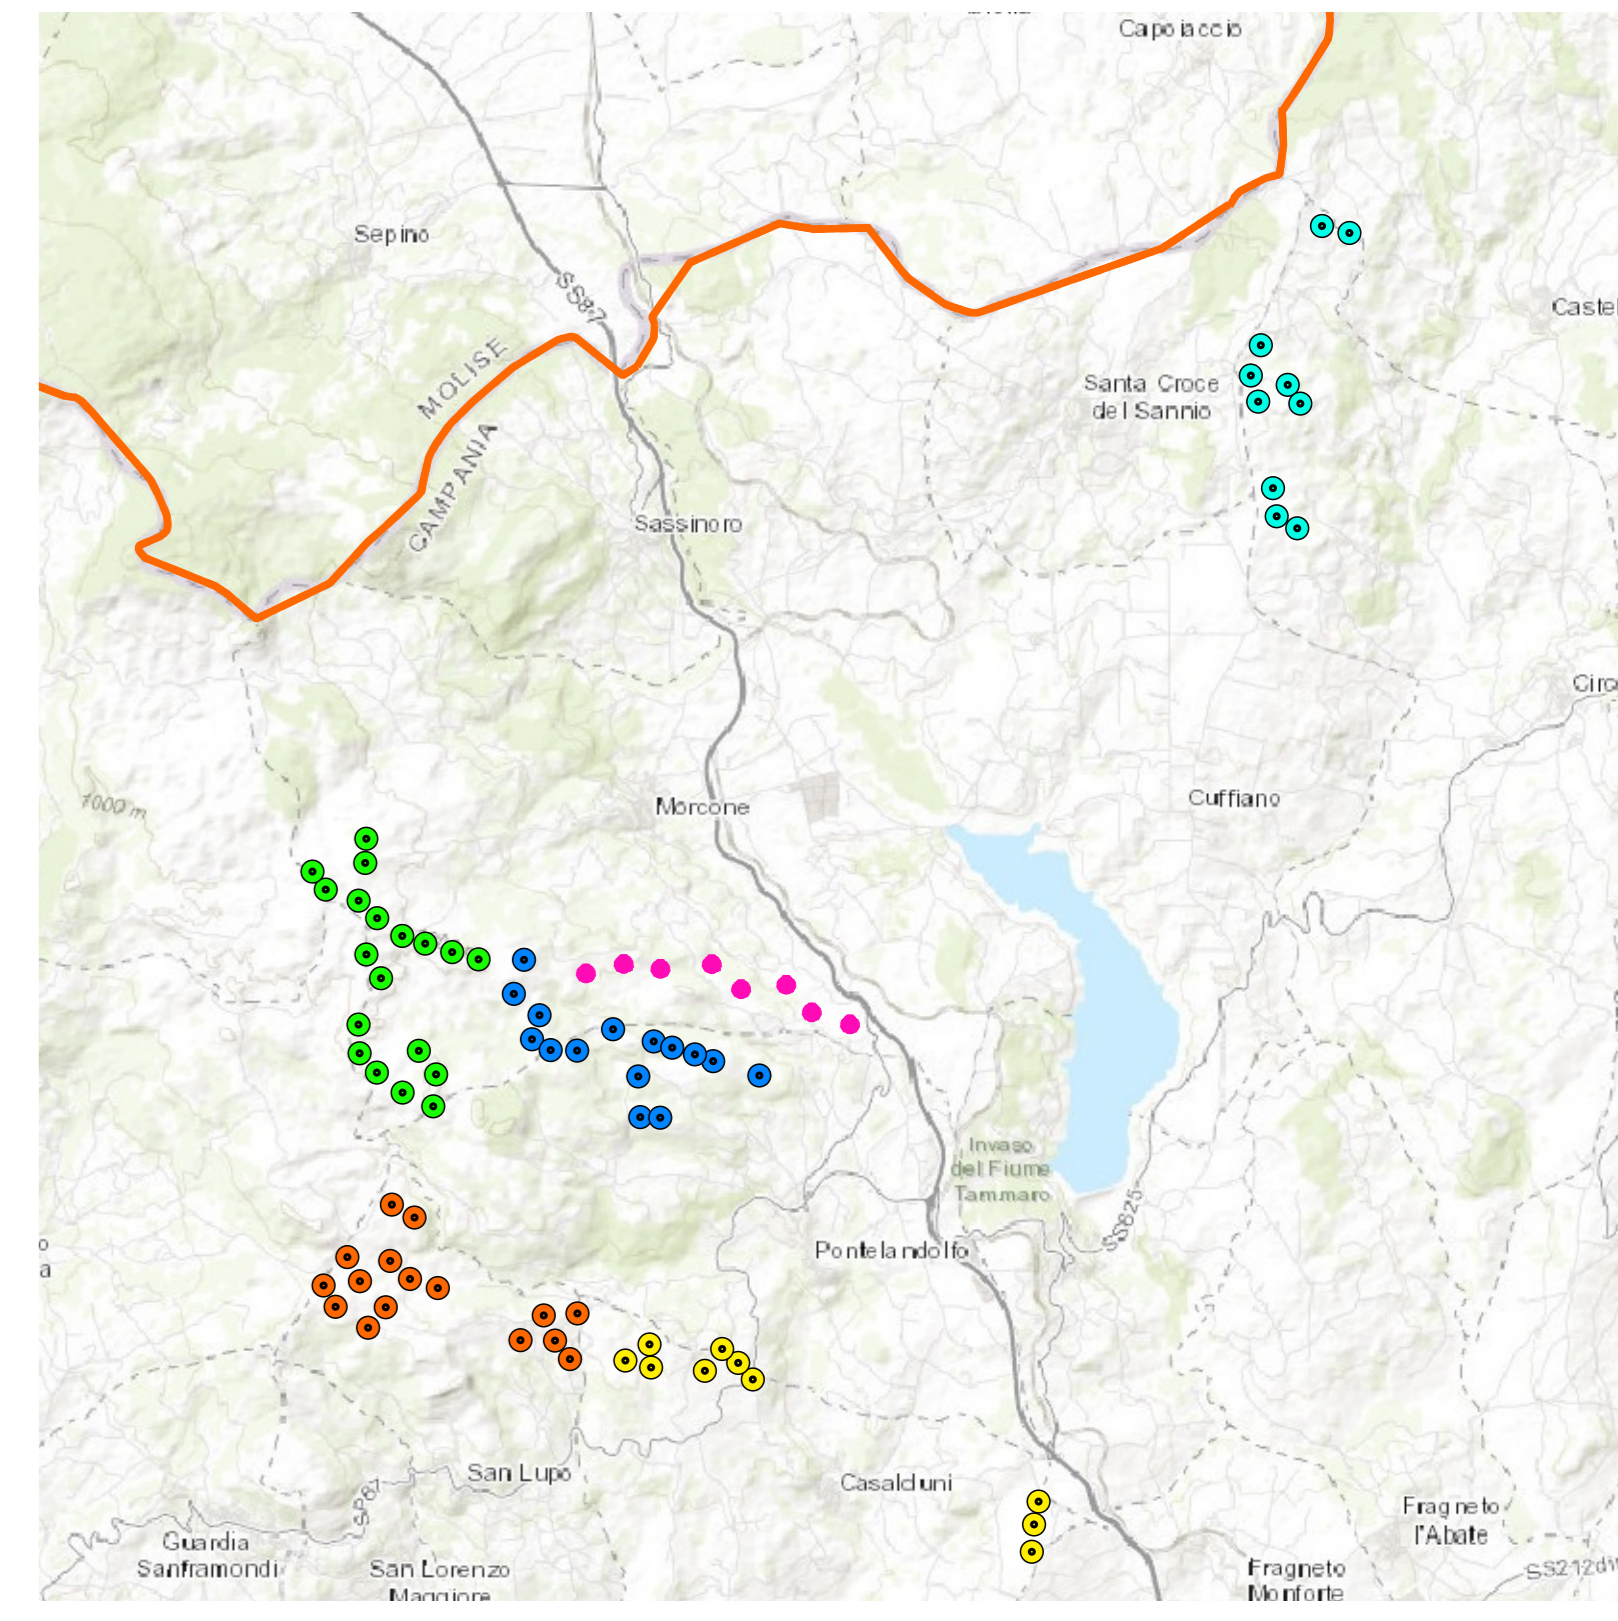 Capoiaccio
Sepino
SS87
Castel
MOLISE
Santa Croce
del Sannio
CAMPANIA
Sassinoro
Circ
1000 m
Morcone
Cuffiano
Invaso
del Fiume
Tammaro
SS625
Pontelandolfo
o
a
San Lupo
Casalduni
SP87
Fragneto
l'Abate
Guardia
Sanframondi
San Lorenzo
Maggiore
Fragneto
Monforte
SS212dir